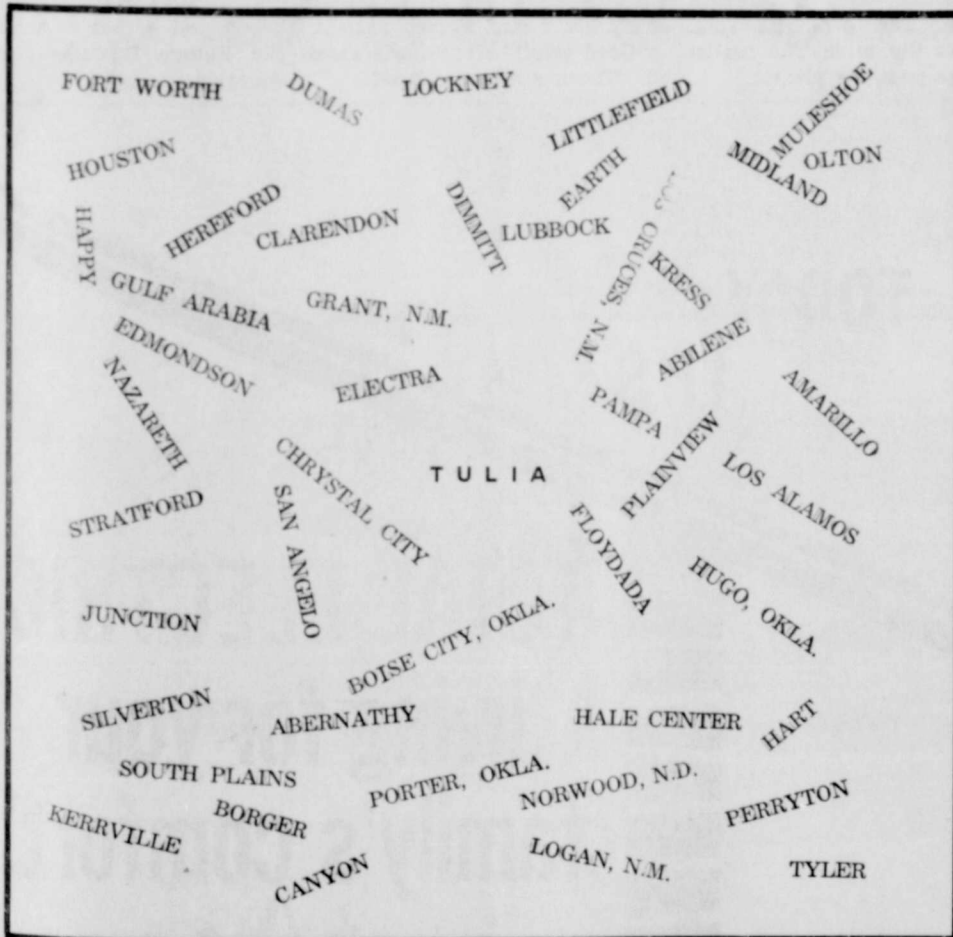 FORT WORTH
DUMAS
LOCKNEY
LITTLEFIELD
MULESHOE
HOUSTON
EARTH
MIDLAND
OLTON
HAPPY
HEREFORD
CLARENDON
DIMMITT
LUBBOCK
CRUCES, N.M.
KRESS
GULF ARABIA
GRANT, N.M.
EDMONDSON
ABILENE
NAZARETH
ELECTRA
PAMPA
AMARILLO
CHRYSTAL CITY
TULIA
PLAINVIEW
LOS ALAMOS
STRATFORD
SAN ANGELO
FLOYDADA
HUGO, OKLA.
JUNCTION
BOISE CITY, OKLA.
SILVERTON
ABERNATHY
HALE CENTER
HART
SOUTH PLAINS
PORTER, OKLA.
NORWOOD, N.D.
PERRYTON
KERRVILLE
BORGER
CANYON
LOGAN, N.M.
TYLER